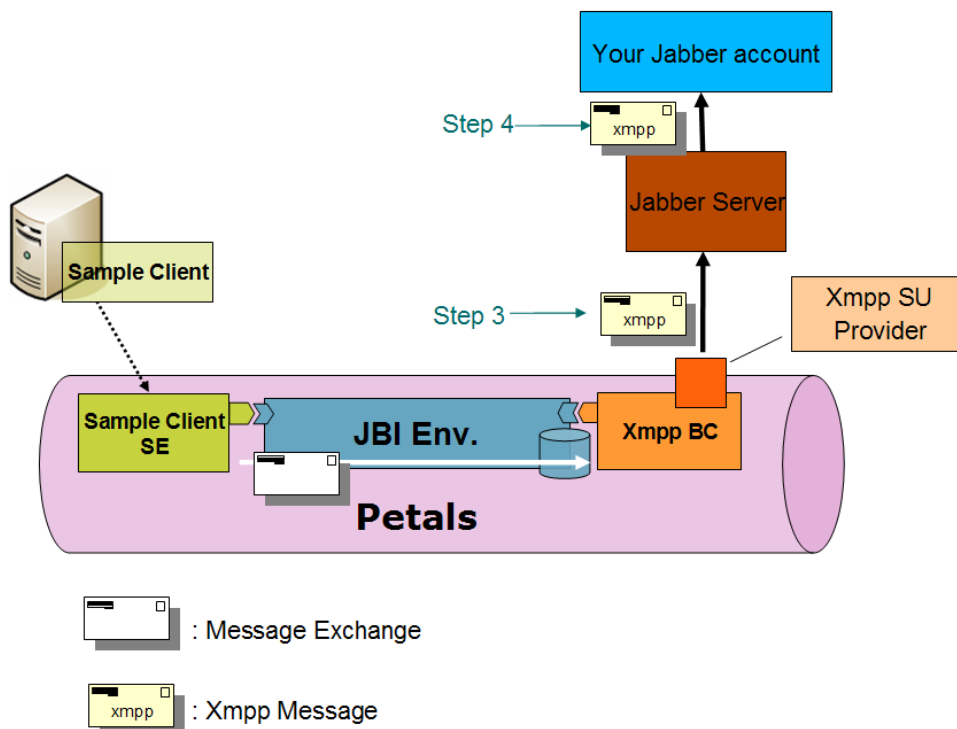 Your Jabber account
Step 4
xmpp
Jabber Server
Sample Client
Step 3
xmpp
Xmpp SU
Provider
Sample Client
SE
JBI Env.
Xmpp BC
Petals
: Message Exchange
xmpp
: Xmpp Message